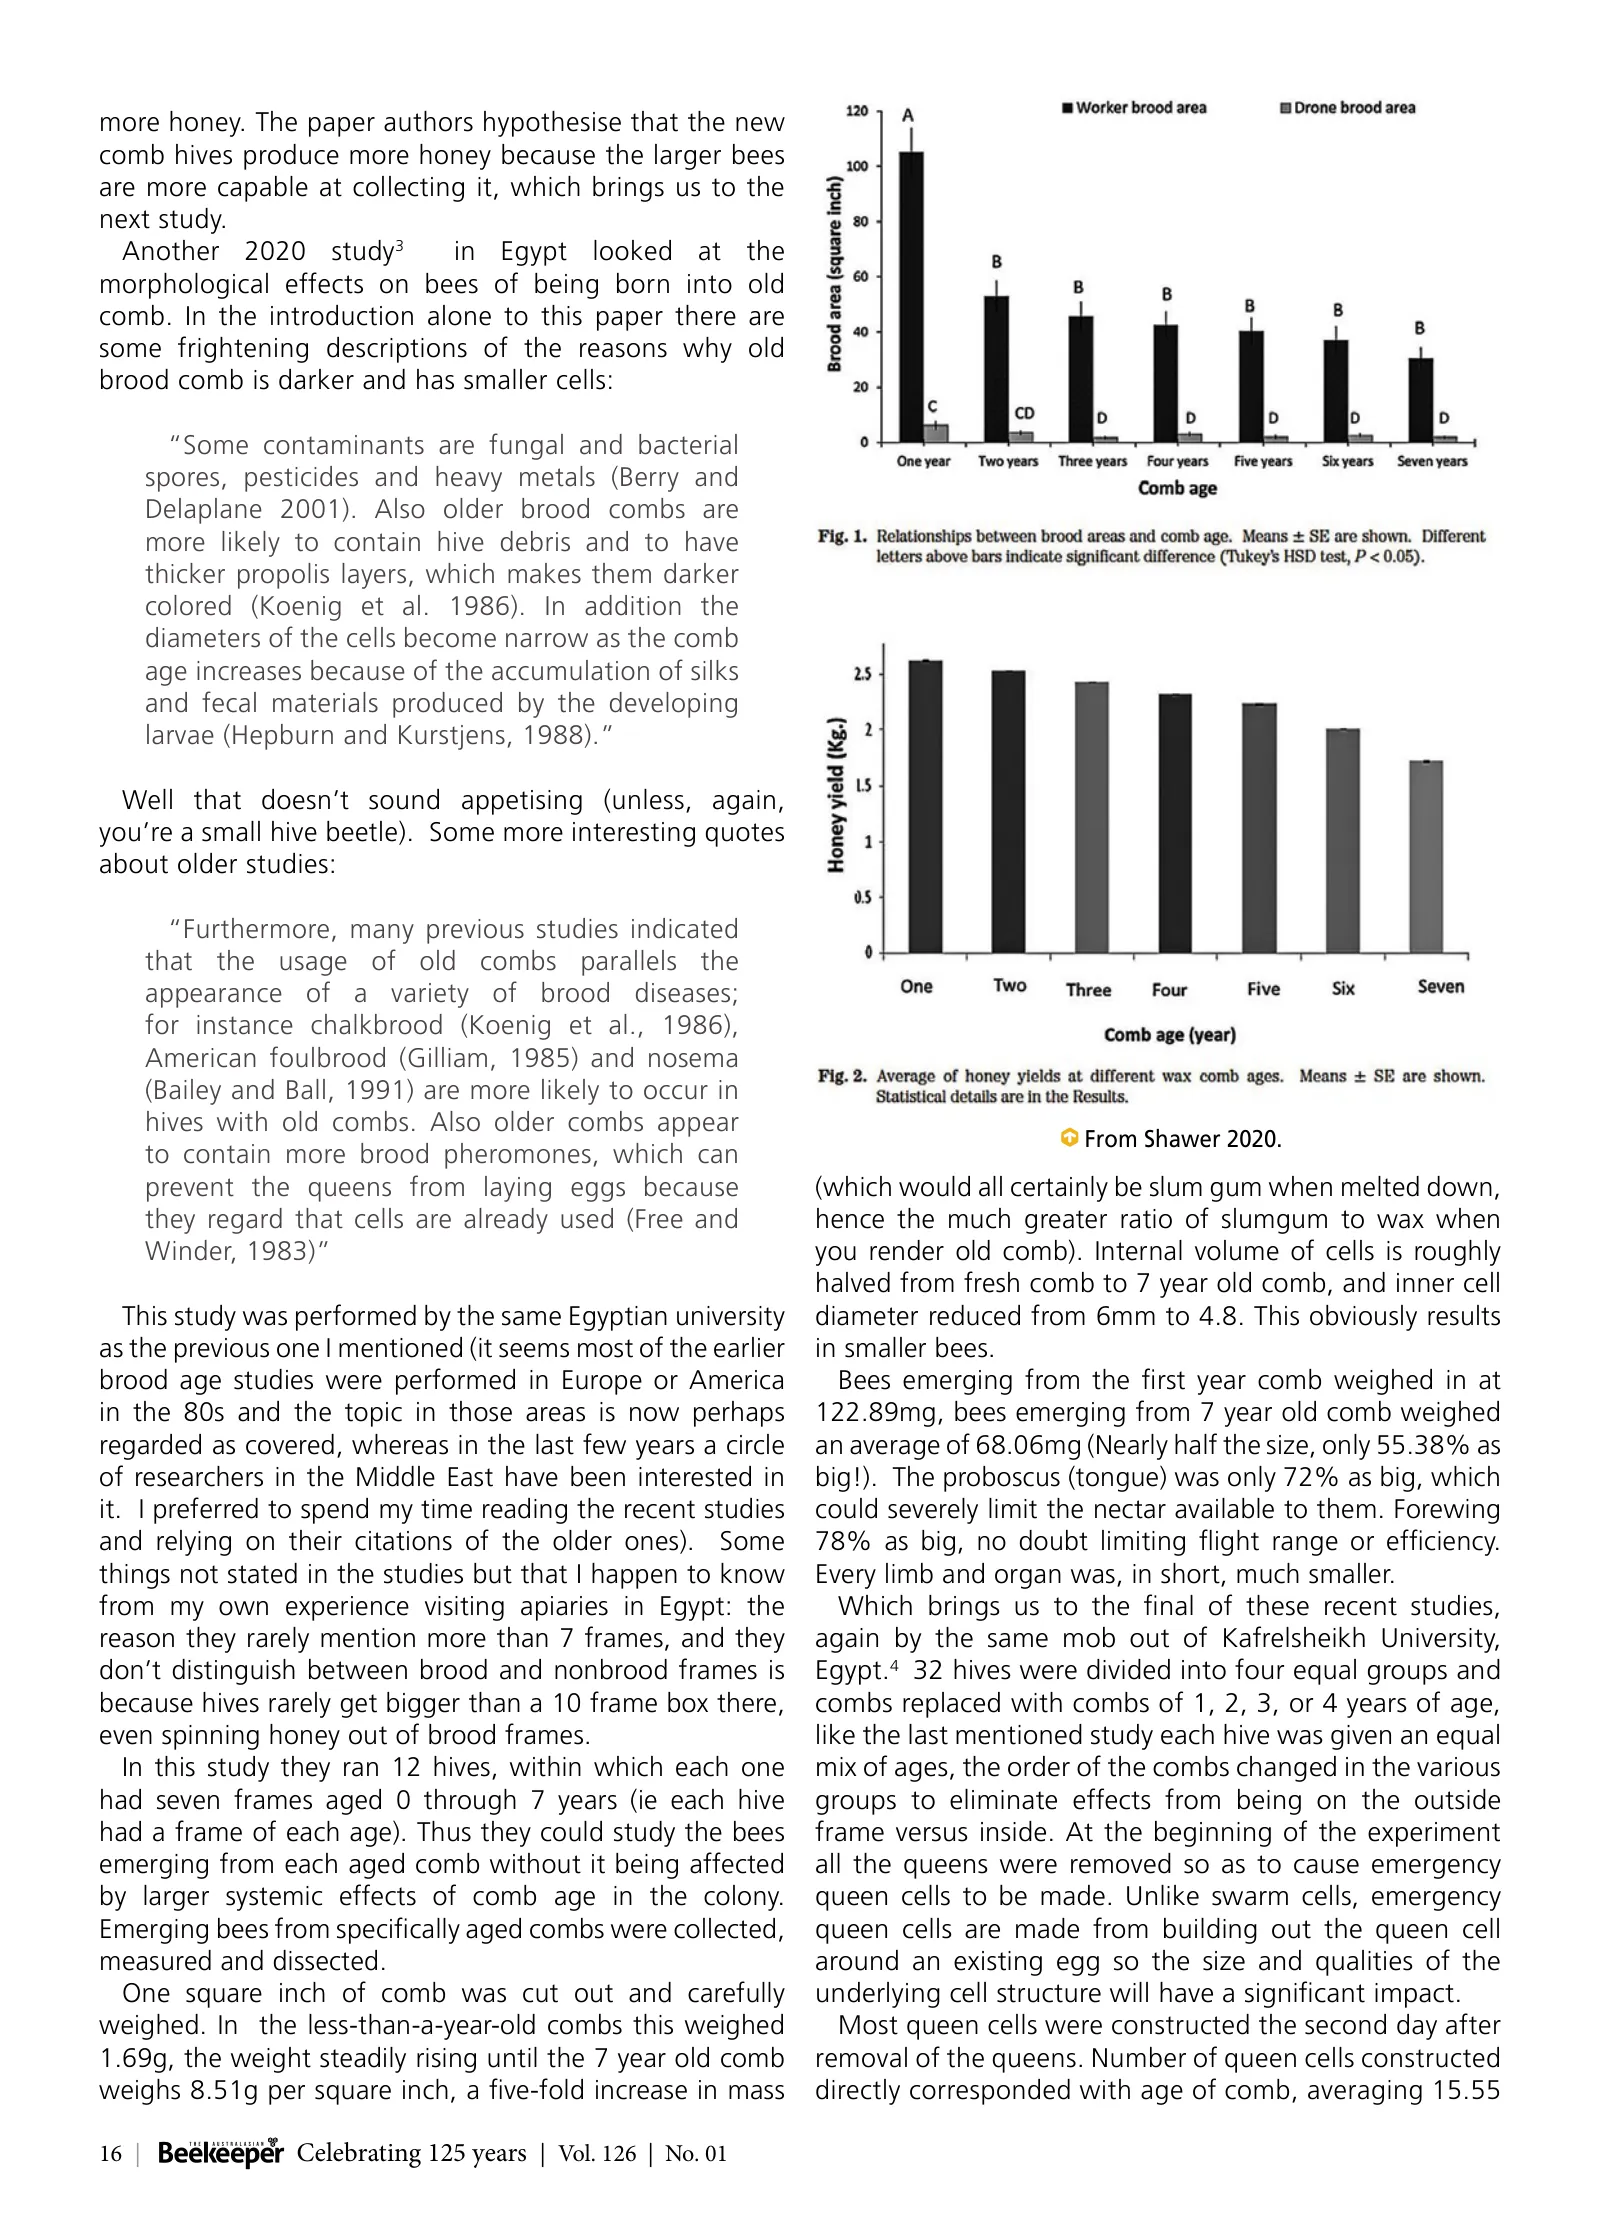 more honey. The paper authors hypothesise that the new
comb hives produce more honey because the larger bees
are more capable at collecting it, which brings us to the
next study.
Another 2020 study³ in Egypt looked at the
morphological effects on bees of being born into old
comb. In the introduction alone to this paper there are
some frightening descriptions of the reasons why old
brood comb is darker and has smaller cells:
“Some contaminants are fungal and bacterial
spores, pesticides and heavy metals (Berry and
Delaplane 2001). Also older brood combs are
more likely to contain hive debris and to have
thicker propolis layers, which makes them darker
colored (Koenig et al. 1986). In addition the
diameters of the cells become narrow as the comb
age increases because of the accumulation of silks
and fecal materials produced by the developing
larvae (Hepburn and Kurstjens, 1988).”
Well that doesn’t sound appetising (unless, again,
you’re a small hive beetle). Some more interesting quotes
about older studies:
“Furthermore, many previous studies indicated
that the usage of old combs parallels the
appearance of a variety of brood diseases;
for instance chalkbrood (Koenig et al., 1986),
American foulbrood (Gilliam, 1985) and nosema
(Bailey and Ball, 1991) are more likely to occur in
hives with old combs. Also older combs appear
to contain more brood pheromones, which can
prevent the queens from laying eggs because
they regard that cells are already used (Free and
Winder, 1983)”
This study was performed by the same Egyptian university
as the previous one I mentioned (it seems most of the earlier
brood age studies were performed in Europe or America
in the 80s and the topic in those areas is now perhaps
regarded as covered, whereas in the last few years a circle
of researchers in the Middle East have been interested in
it. I preferred to spend my time reading the recent studies
and relying on their citations of the older ones). Some
things not stated in the studies but that I happen to know
from my own experience visiting apiaries in Egypt: the
reason they rarely mention more than 7 frames, and they
don’t distinguish between brood and nonbrood frames is
because hives rarely get bigger than a 10 frame box there,
even spinning honey out of brood frames.
In this study they ran 12 hives, within which each one
had seven frames aged 0 through 7 years (ie each hive
had a frame of each age). Thus they could study the bees
emerging from each aged comb without it being affected
by larger systemic effects of comb age in the colony.
Emerging bees from specifically aged combs were collected,
measured and dissected.
One square inch of comb was cut out and carefully
weighed. In the less-than-a-year-old combs this weighed
1.69g, the weight steadily rising until the 7 year old comb
weighs 8.51g per square inch, a five-fold increase in mass
Worker brood area
Drone brood area
Brood area (square inch)
120
100
80
60
40
20
0
A
B
B
B
B
B
B
C
CD
D
D
D
D
D
One year
Two years
Three years
Four years
Five years
Six years
Seven years
Comb age
Fig. 1. Relationships between brood areas and comb age. Means ± SE are shown. Different
letters above bars indicate significant difference (Tukey’s HSD test, P < 0.05).
Honey yield (Kg.)
2.5
2
1.5
1
0.5
0
One
Two
Three
Four
Five
Six
Seven
Comb age (year)
Fig. 2. Average of honey yields at different wax comb ages. Means ± SE are shown.
Statistical details are in the Results.
From Shawer 2020.
(which would all certainly be slum gum when melted down,
hence the much greater ratio of slumgum to wax when
you render old comb). Internal volume of cells is roughly
halved from fresh comb to 7 year old comb, and inner cell
diameter reduced from 6mm to 4.8. This obviously results
in smaller bees.
Bees emerging from the first year comb weighed in at
122.89mg, bees emerging from 7 year old comb weighed
an average of 68.06mg (Nearly half the size, only 55.38% as
big!). The proboscus (tongue) was only 72% as big, which
could severely limit the nectar available to them. Forewing
78% as big, no doubt limiting flight range or efficiency.
Every limb and organ was, in short, much smaller.
Which brings us to the final of these recent studies,
again by the same mob out of Kafrelsheikh University,
Egypt.⁴ 32 hives were divided into four equal groups and
combs replaced with combs of 1, 2, 3, or 4 years of age,
like the last mentioned study each hive was given an equal
mix of ages, the order of the combs changed in the various
groups to eliminate effects from being on the outside
frame versus inside. At the beginning of the experiment
all the queens were removed so as to cause emergency
queen cells to be made. Unlike swarm cells, emergency
queen cells are made from building out the queen cell
around an existing egg so the size and qualities of the
underlying cell structure will have a significant impact.
Most queen cells were constructed the second day after
removal of the queens. Number of queen cells constructed
directly corresponded with age of comb, averaging 15.55
16 | THE AUSTRALASIAN Beekeeper Celebrating 125 years | Vol. 126 | No. 01